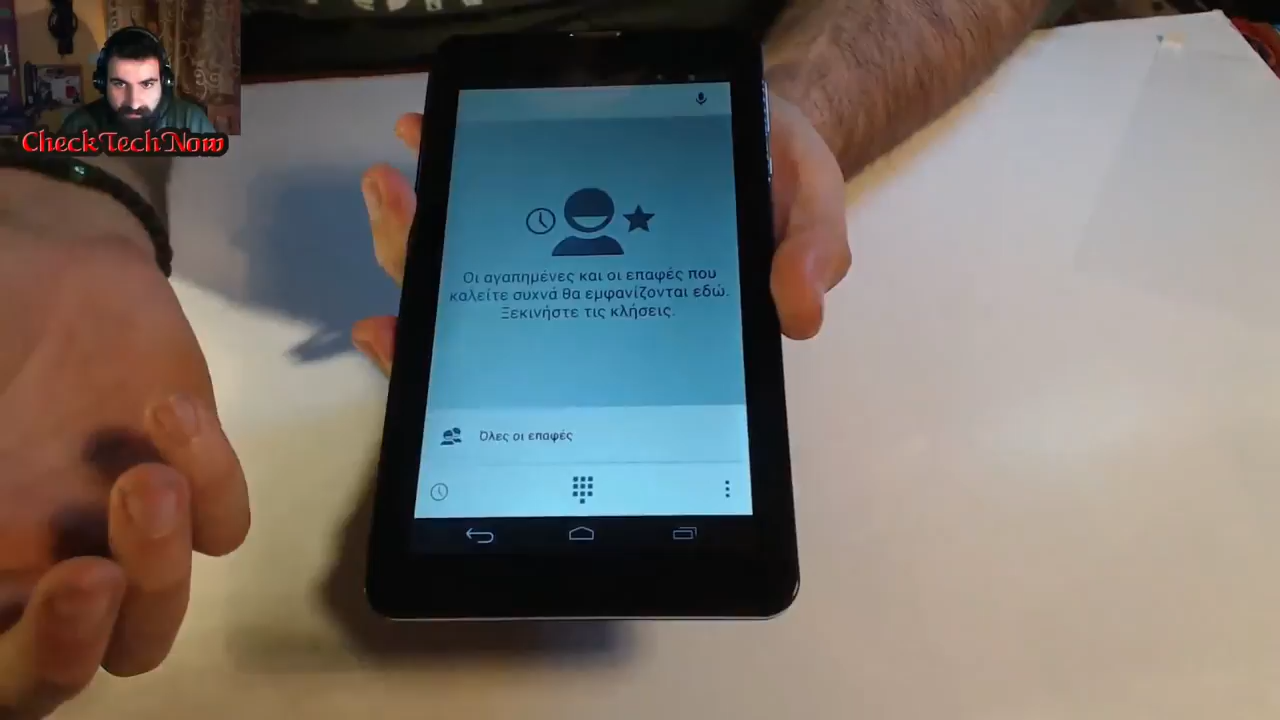 CheckTechNow
Οι αγαπημένες και οι επαφές που
καλείτε συχνά θα εμφανίζονται εδώ.
Ξεκινήστε τις κλήσεις.
Όλες οι επαφές